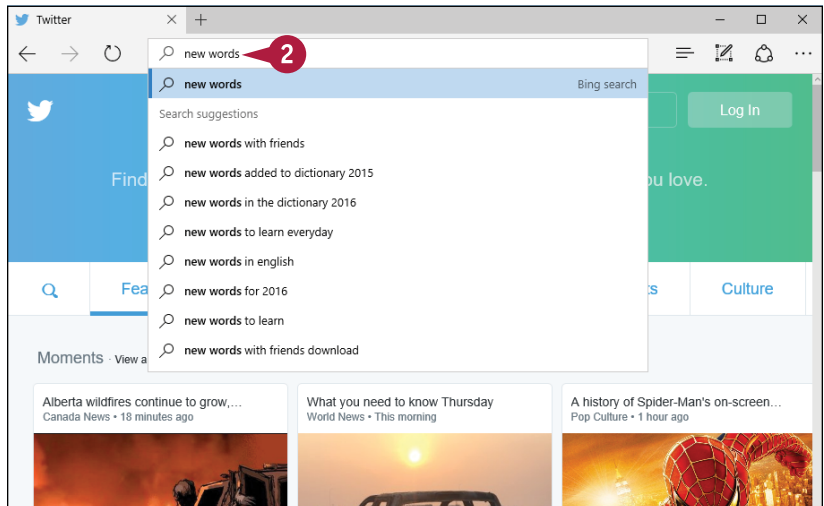 Twitter
new words
2
new words Bing search
Search suggestions
Log In
new words with friends
new words added to dictionary 2015
Find ou love.
new words in the dictionary 2016
new words to learn everyday
new words in english
Fea ts Culture
new words for 2016
new words to learn
new words with friends download
Moments · View a
Alberta wildfires continue to grow,... What you need to know Thursday A history of Spider-Man's on-screen...
Canada News • 18 minutes ago World News • This morning Pop Culture • 1 hour ago